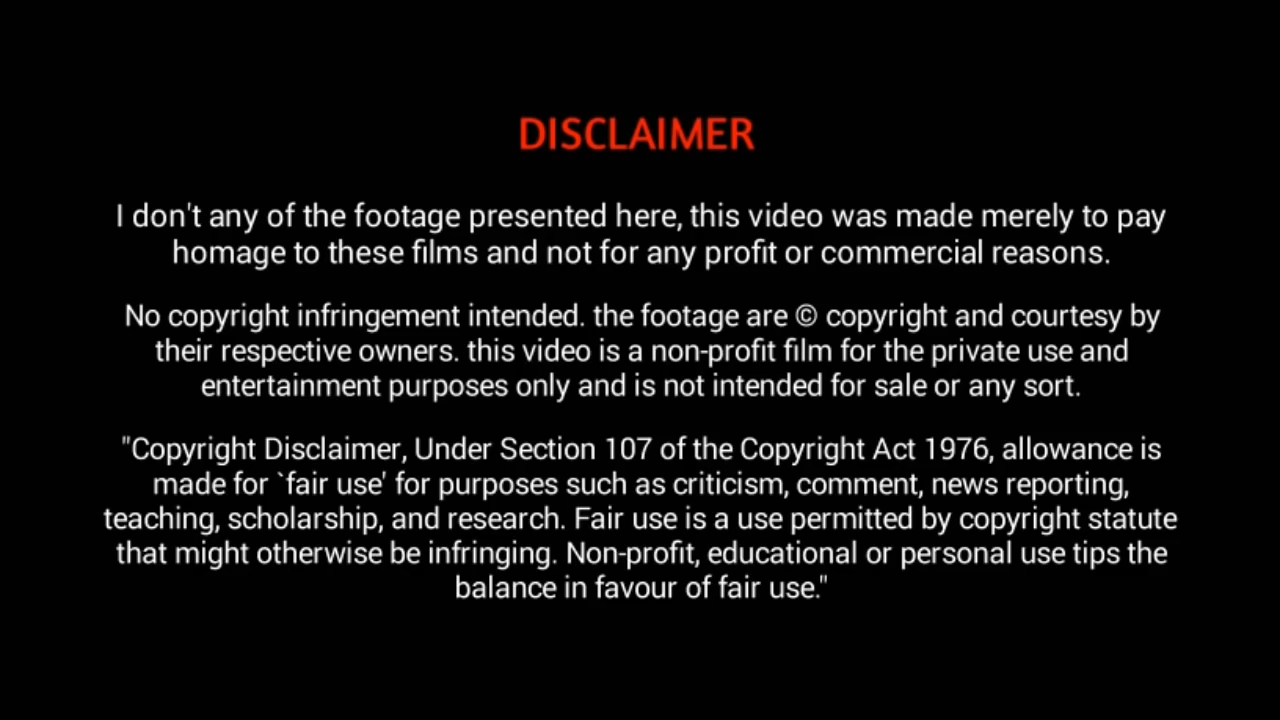 DISCLAIMER
I don't any of the footage presented here, this video was made merely to pay
homage to these films and not for any profit or commercial reasons.
No copyright infringement intended. the footage are © copyright and courtesy by
their respective owners. this video is a non-profit film for the private use and
entertainment purposes only and is not intended for sale or any sort.
"Copyright Disclaimer, Under Section 107 of the Copyright Act 1976, allowance is
made for `fair use' for purposes such as criticism, comment, news reporting,
teaching, scholarship, and research. Fair use is a use permitted by copyright statute
that might otherwise be infringing. Non-profit, educational or personal use tips the
balance in favour of fair use."